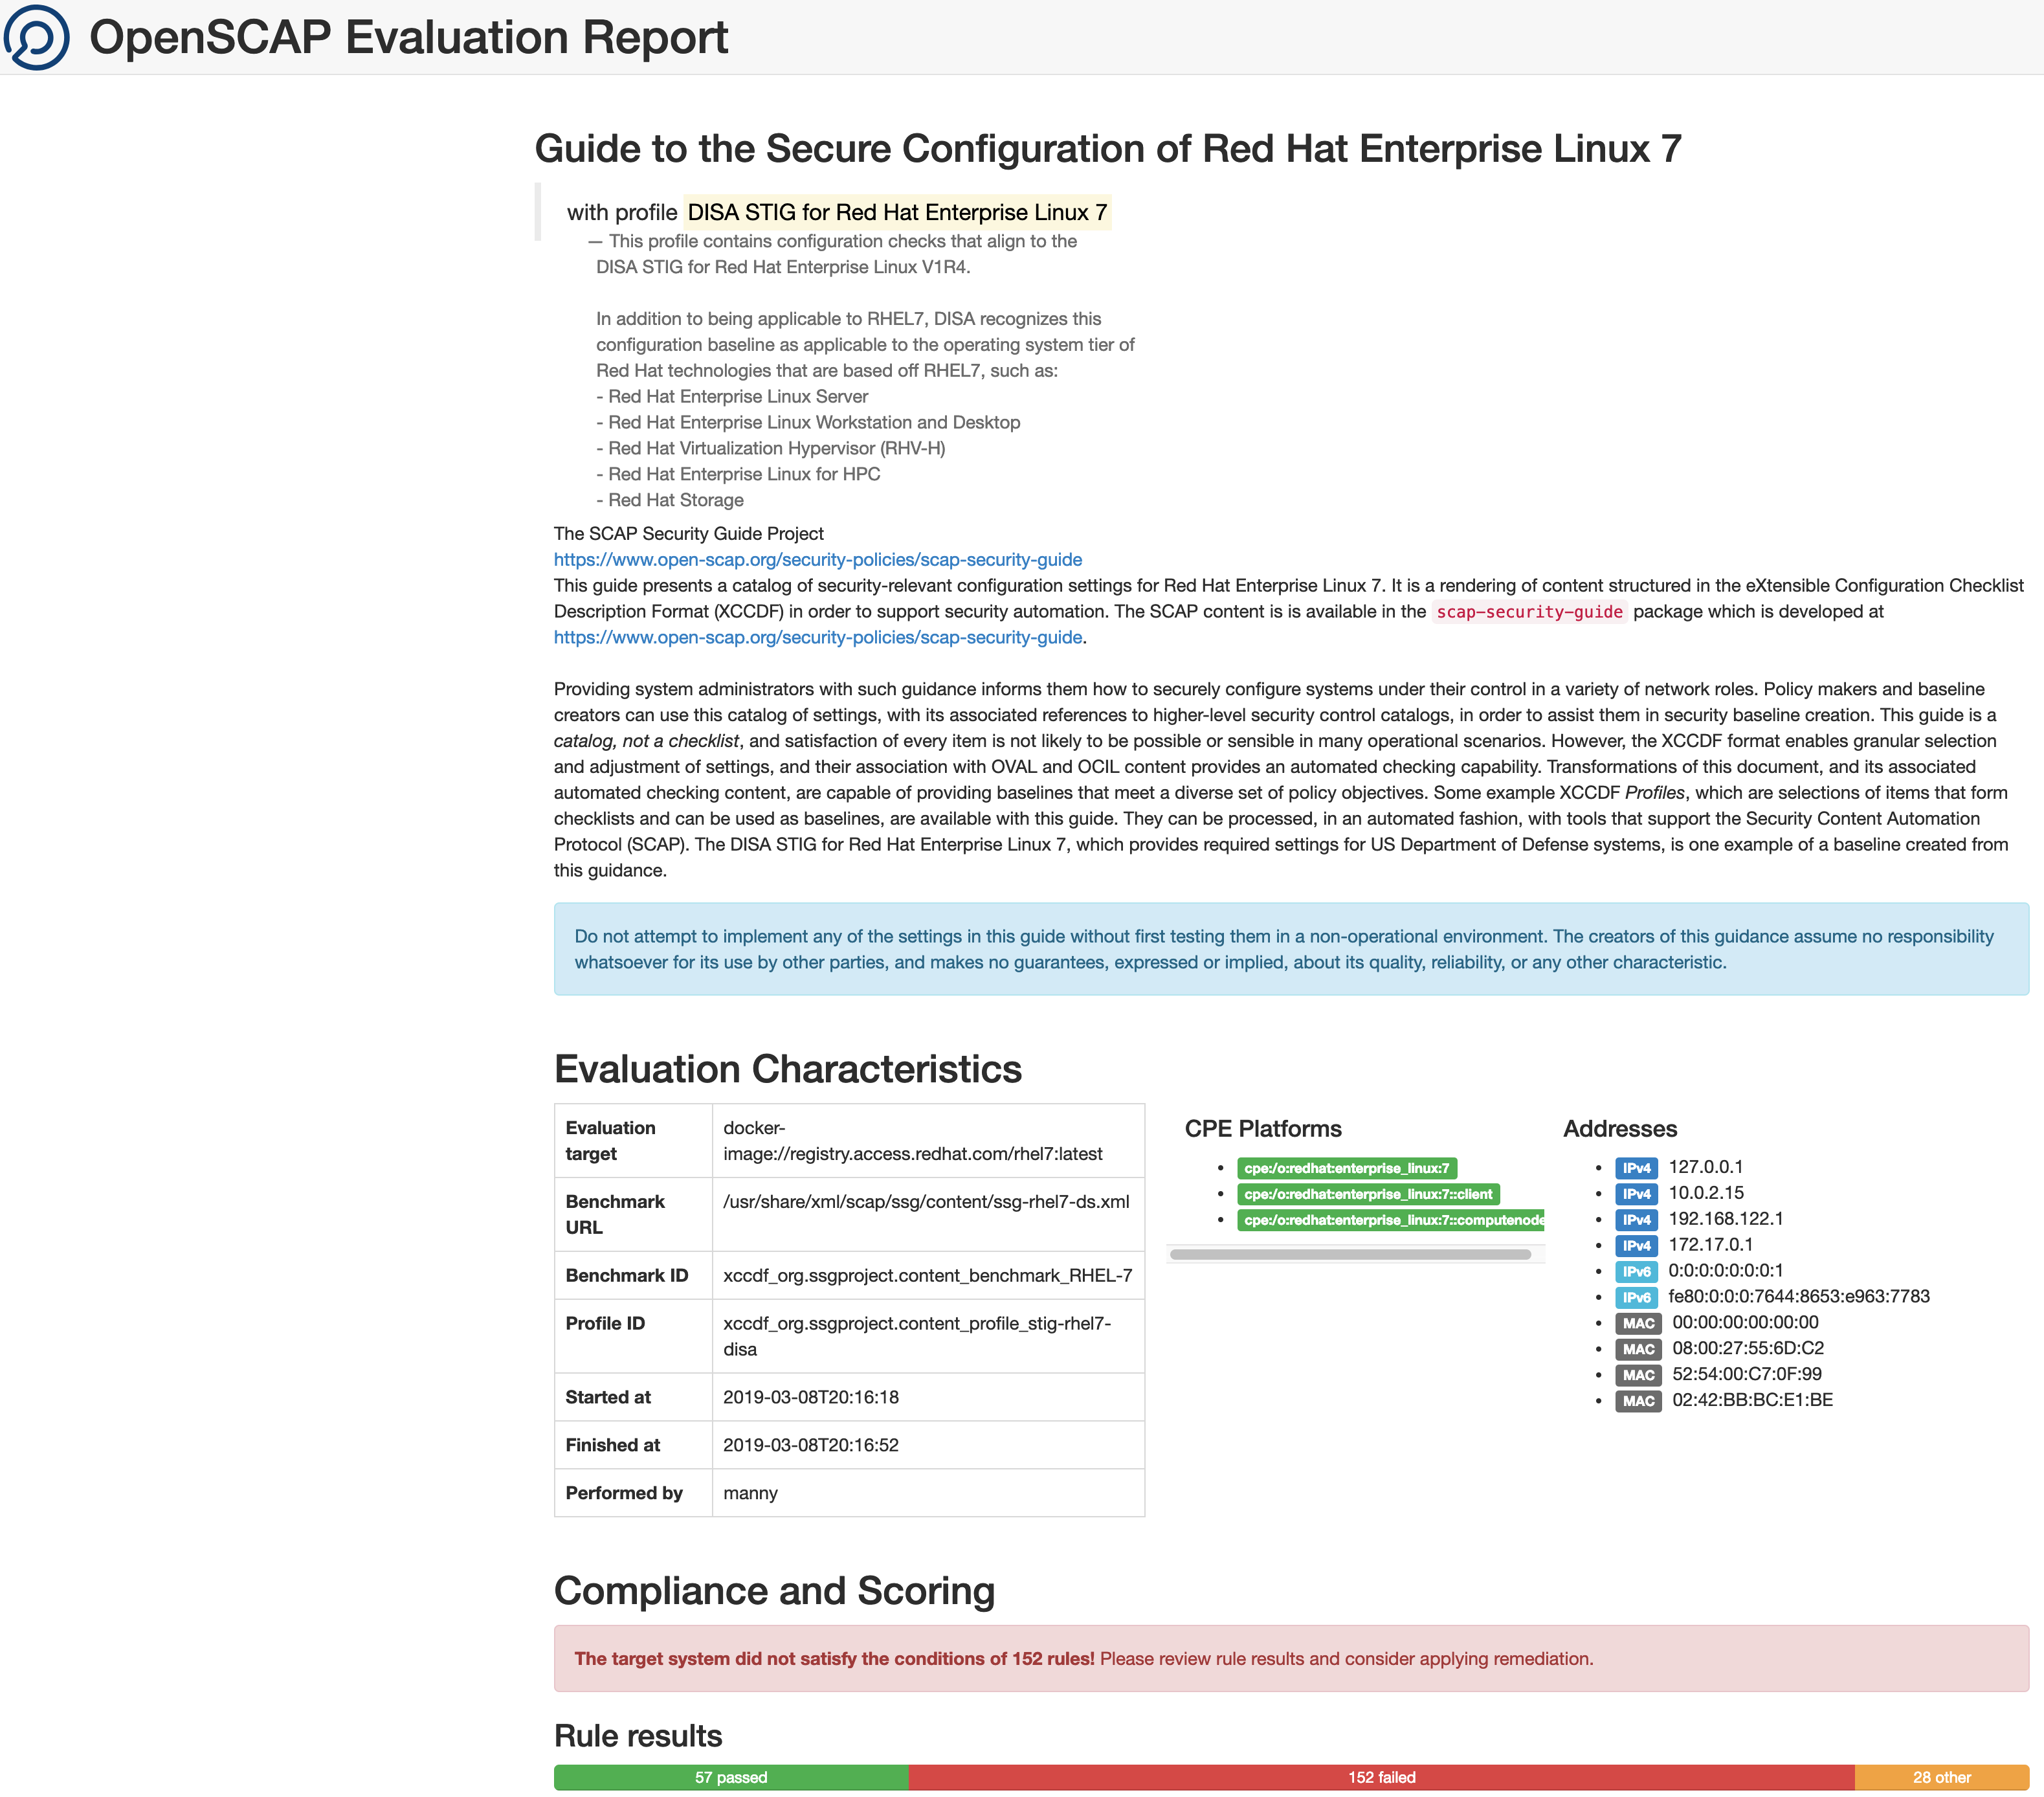 OpenSCAP Evaluation Report
Guide to the Secure Configuration of Red Hat Enterprise Linux 7
with profile DISA STIG for Red Hat Enterprise Linux 7
— This profile contains configuration checks that align to the
DISA STIG for Red Hat Enterprise Linux V1R4.
In addition to being applicable to RHEL7, DISA recognizes this
configuration baseline as applicable to the operating system tier of
Red Hat technologies that are based off RHEL7, such as:
- Red Hat Enterprise Linux Server
- Red Hat Enterprise Linux Workstation and Desktop
- Red Hat Virtualization Hypervisor (RHV-H)
- Red Hat Enterprise Linux for HPC
- Red Hat Storage
The SCAP Security Guide Project
https://www.open-scap.org/security-policies/scap-security-guide
This guide presents a catalog of security-relevant configuration settings for Red Hat Enterprise Linux 7. It is a rendering of content structured in the eXtensible Configuration Checklist
Description Format (XCCDF) in order to support security automation. The SCAP content is is available in the scap-security-guide package which is developed at
https://www.open-scap.org/security-policies/scap-security-guide.
Providing system administrators with such guidance informs them how to securely configure systems under their control in a variety of network roles. Policy makers and baseline
creators can use this catalog of settings, with its associated references to higher-level security control catalogs, in order to assist them in security baseline creation. This guide is a
catalog, not a checklist, and satisfaction of every item is not likely to be possible or sensible in many operational scenarios. However, the XCCDF format enables granular selection
and adjustment of settings, and their association with OVAL and OCIL content provides an automated checking capability. Transformations of this document, and its associated
automated checking content, are capable of providing baselines that meet a diverse set of policy objectives. Some example XCCDF Profiles, which are selections of items that form
checklists and can be used as baselines, are available with this guide. They can be processed, in an automated fashion, with tools that support the Security Content Automation
Protocol (SCAP). The DISA STIG for Red Hat Enterprise Linux 7, which provides required settings for US Department of Defense systems, is one example of a baseline created from
this guidance.
Do not attempt to implement any of the settings in this guide without first testing them in a non-operational environment. The creators of this guidance assume no responsibility
whatsoever for its use by other parties, and makes no guarantees, expressed or implied, about its quality, reliability, or any other characteristic.
Evaluation Characteristics
Evaluation
target
docker-
image://registry.access.redhat.com/rhel7:latest
Benchmark
URL
/usr/share/xml/scap/ssg/content/ssg-rhel7-ds.xml
Benchmark ID
xccdf_org.ssgproject.content_benchmark_RHEL-7
Profile ID
xccdf_org.ssgproject.content_profile_stig-rhel7-
disa
Started at
2019-03-08T20:16:18
Finished at
2019-03-08T20:16:52
Performed by
manny
CPE Platforms
• cpe:/o:redhat:enterprise_linux:7
• cpe:/o:redhat:enterprise_linux:7::client
• cpe:/o:redhat:enterprise_linux:7::computenode
Addresses
• IPv4 127.0.0.1
• IPv4 10.0.2.15
• IPv4 192.168.122.1
• IPv4 172.17.0.1
• IPv6 0:0:0:0:0:0:0:1
• IPv6 fe80:0:0:0:7644:8653:e963:7783
• MAC 00:00:00:00:00:00
• MAC 08:00:27:55:6D:C2
• MAC 52:54:00:C7:0F:99
• MAC 02:42:BB:BC:E1:BE
Compliance and Scoring
The target system did not satisfy the conditions of 152 rules! Please review rule results and consider applying remediation.
Rule results
57 passed
152 failed
28 other